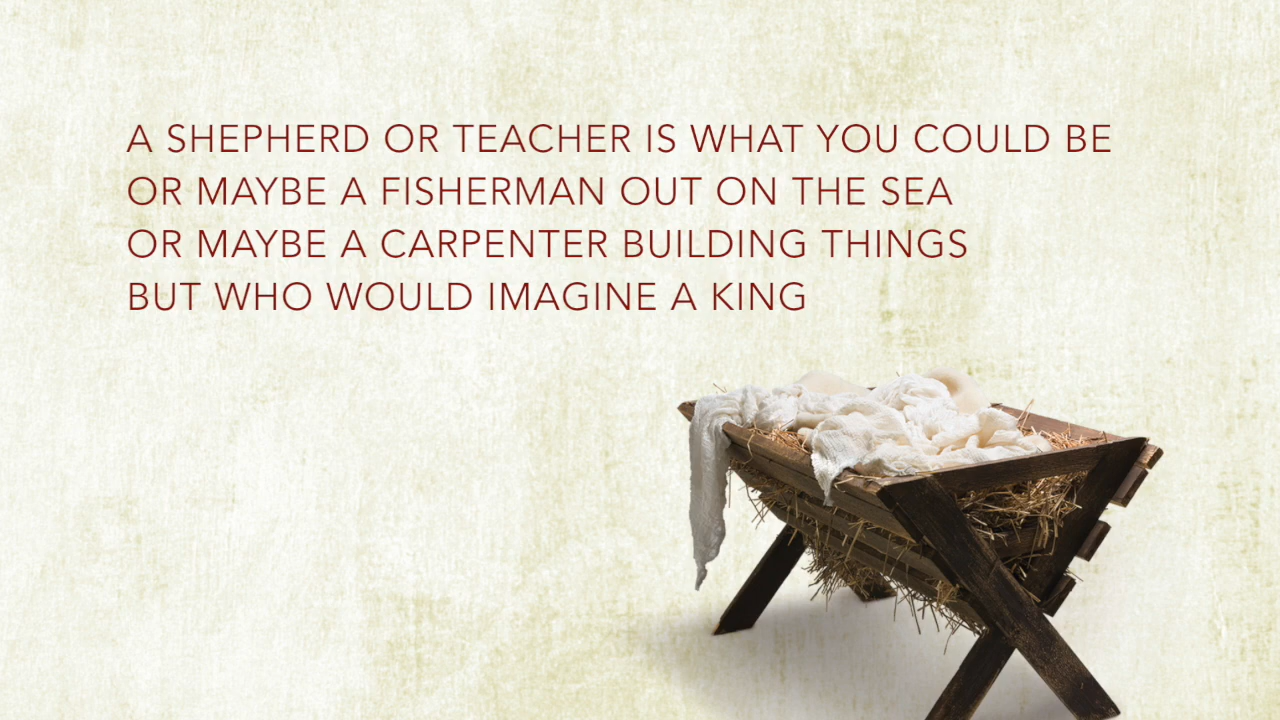 A SHEPHERD OR TEACHER IS WHAT YOU COULD BE
OR MAYBE A FISHERMAN OUT ON THE SEA
OR MAYBE A CARPENTER BUILDING THINGS
BUT WHO WOULD IMAGINE A KING